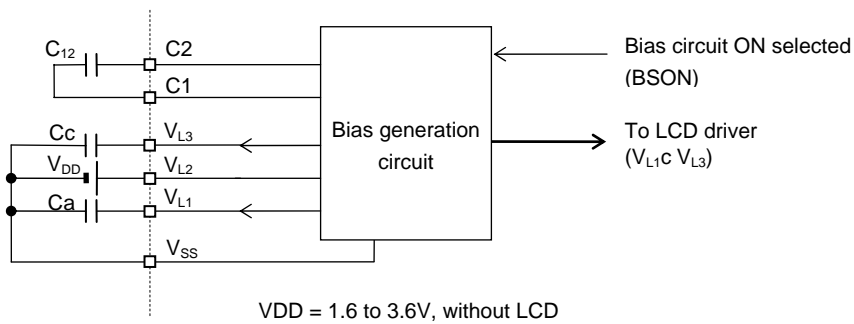 C12
C2
C1
Bias circuit ON selected
(BSON)
Cc
VL3
VDD
VL2
Ca
VL1
VSS
Bias generation
circuit
To LCD driver
(VL1c VL3)
VDD = 1.6 to 3.6V, without LCD